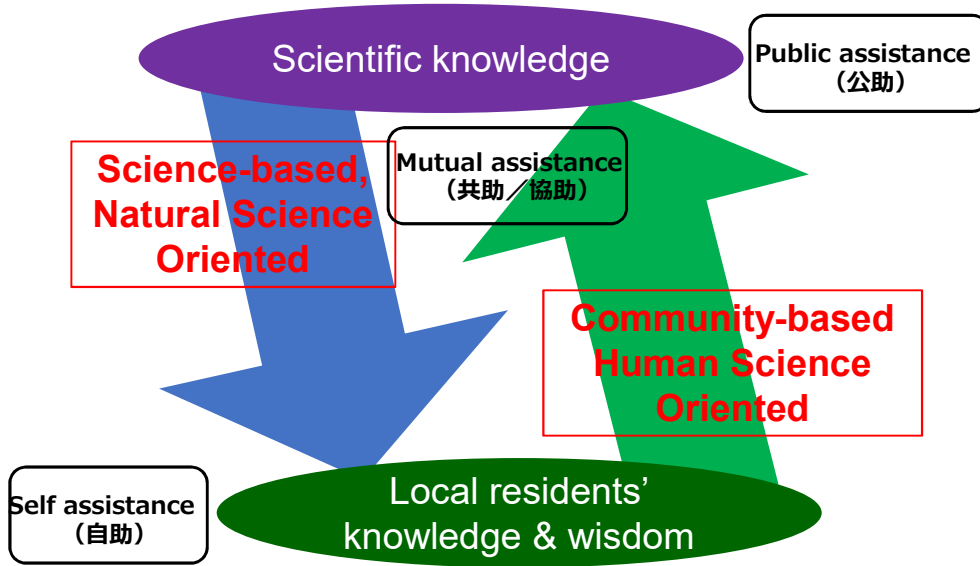 Scientific knowledge
Public assistance
（公助）
Mutual assistance
（共助／協助）
Science-based,
Natural Science
Oriented
Community-based
Human Science
Oriented
Self assistance
（自助）
Local residents’
knowledge & wisdom